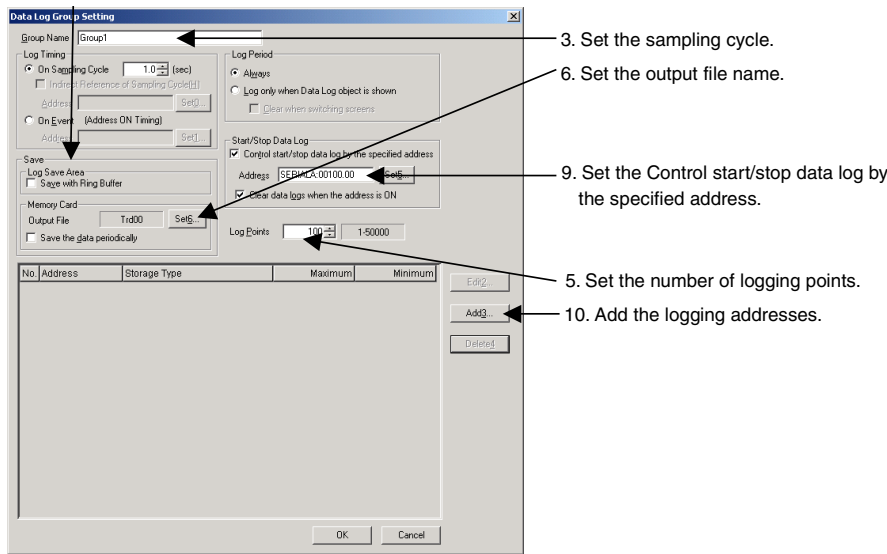 Data Log Group Setting
Group Name Group1
Log Timing
On Sampling Cycle 1.0 (sec)
Indirect Reference of Sampling Cycle(H)
Address Set0...
On Event (Address ON Timing)
Address Set1...
Log Period
Always
Log only when Data Log object is shown
Clear when switching screens
Start/Stop Data Log
Control start/stop data log by the specified address
Address SERIALA:00100.00 Set5...
Clear data logs when the address is ON
Save
Log Save Area
Save with Ring Buffer
Memory Card
Output File Trd00 Set6...
Save the data periodically
Log Points 100 1-50000
No. Address Storage Type Maximum Minimum
Edit2...
Add3...
Delete4
OK Cancel
3. Set the sampling cycle.
6. Set the output file name.
9. Set the Control start/stop data log by
the specified address.
5. Set the number of logging points.
10. Add the logging addresses.